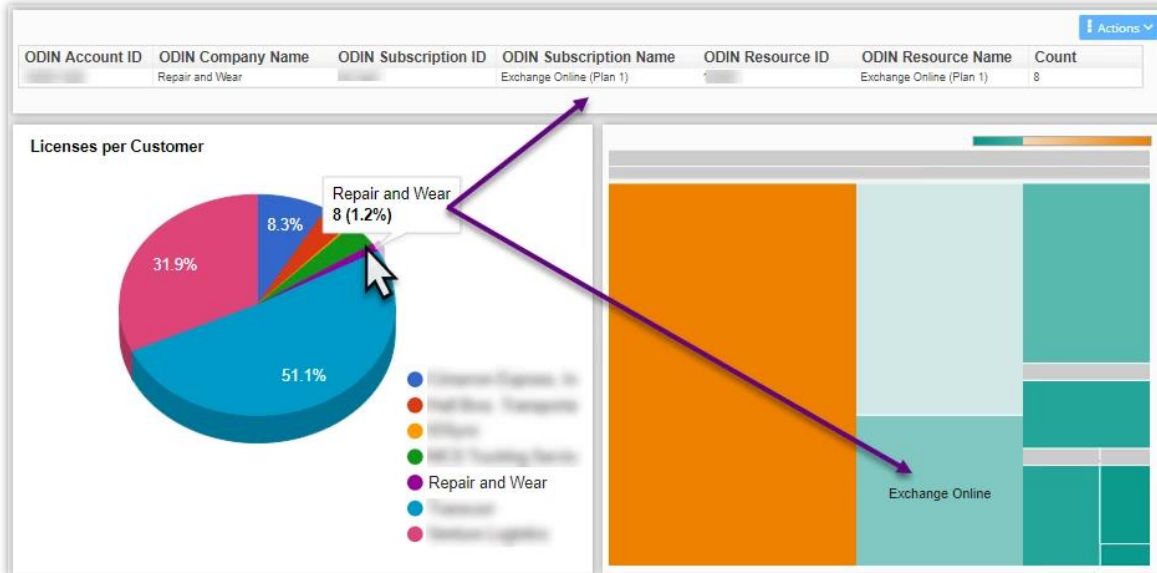 Actions
ODIN Account ID ODIN Company Name ODIN Subscription ID ODIN Subscription Name ODIN Resource ID ODIN Resource Name Count
Repair and Wear Exchange Online (Plan 1) Exchange Online (Plan 1) 8
Licenses per Customer
Repair and Wear
8 (1.2%)
8.3%
31.9%
51.1%
Repair and Wear
Exchange Online